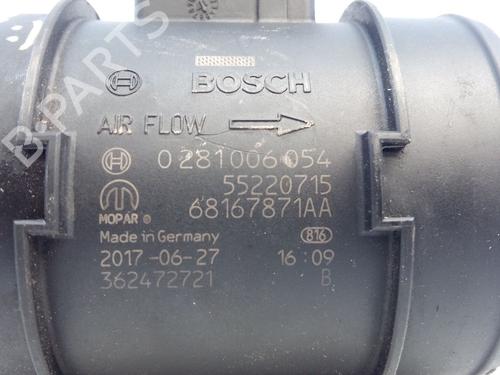 BOSCH
AIR FLOW
0 281 006 054
55220715
MOPAR ® 68167871AA
Made in Germany 816
2017-06-27 16:09
362472721 B
B-PARTS